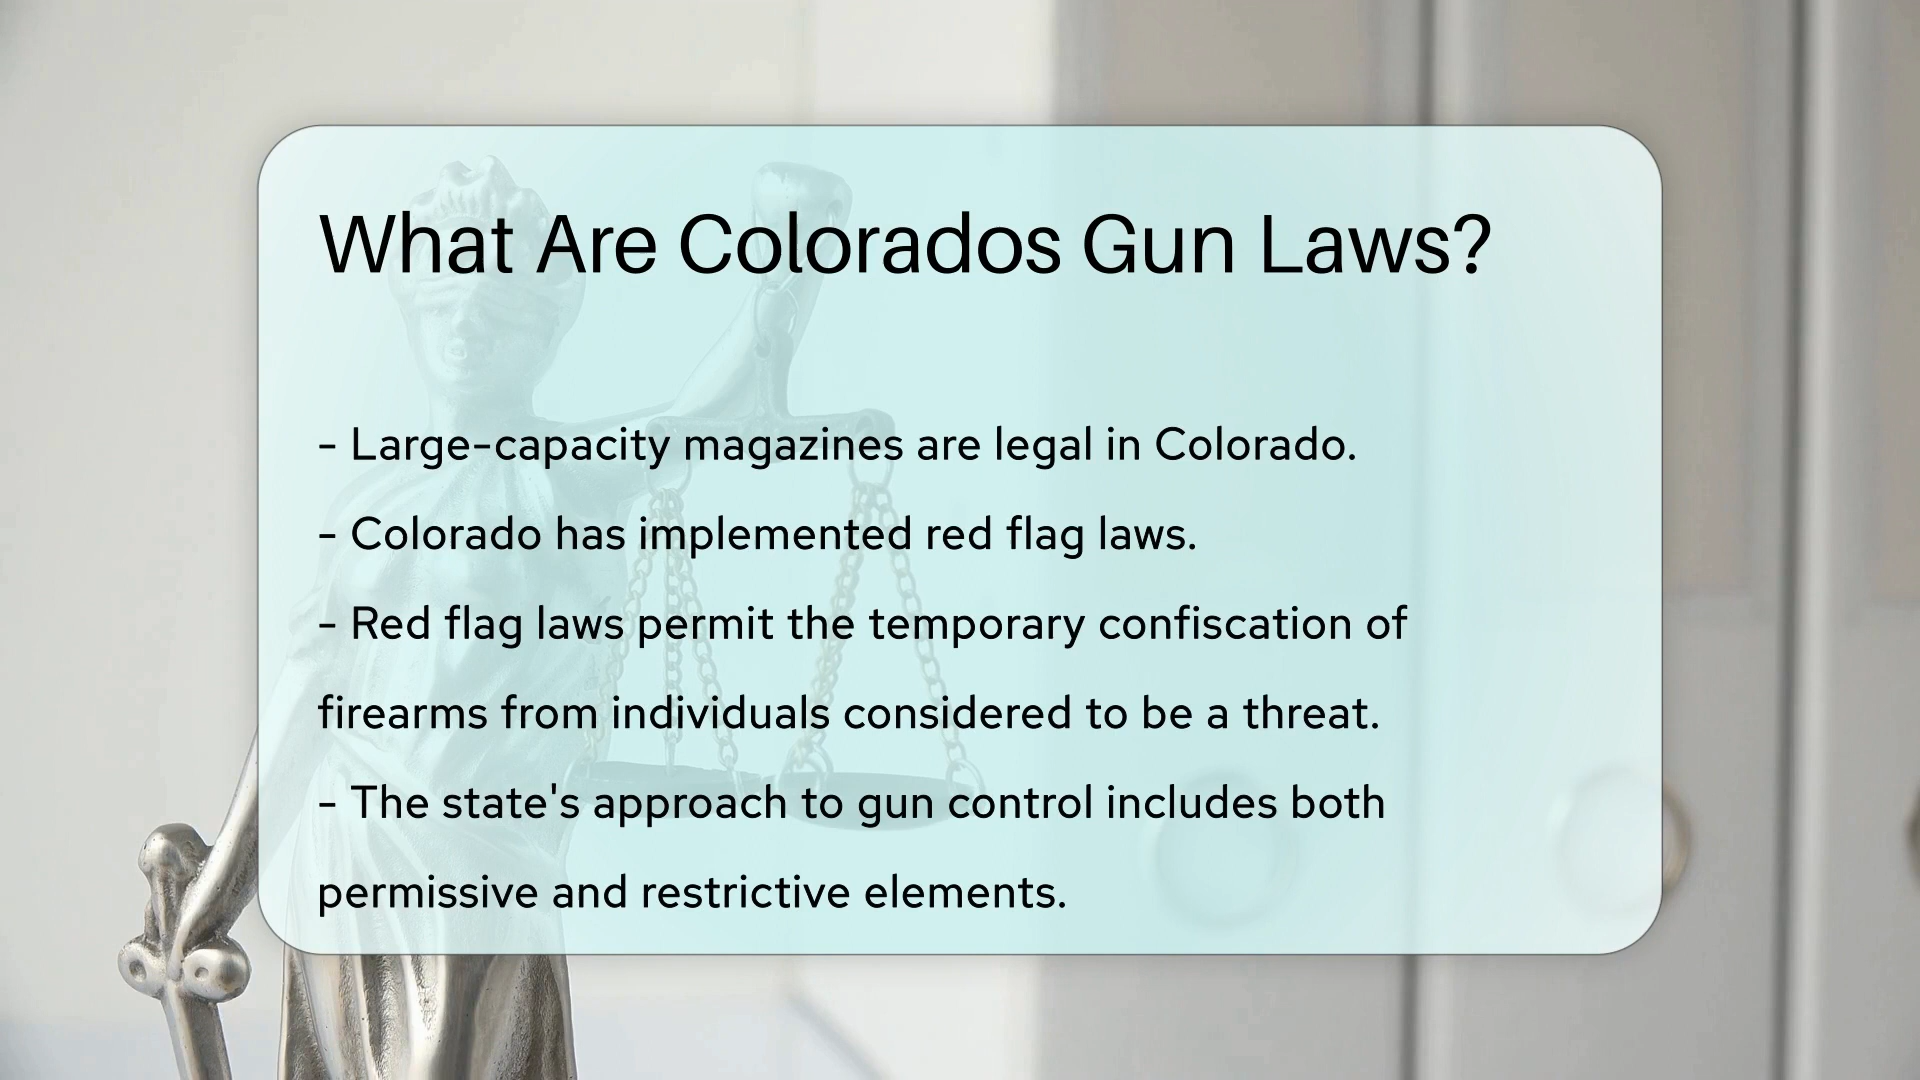 What Are Colorados Gun Laws?
- Large-capacity magazines are legal in Colorado.
- Colorado has implemented red flag laws.
- Red flag laws permit the temporary confiscation of
firearms from individuals considered to be a threat.
- The state's approach to gun control includes both
permissive and restrictive elements.